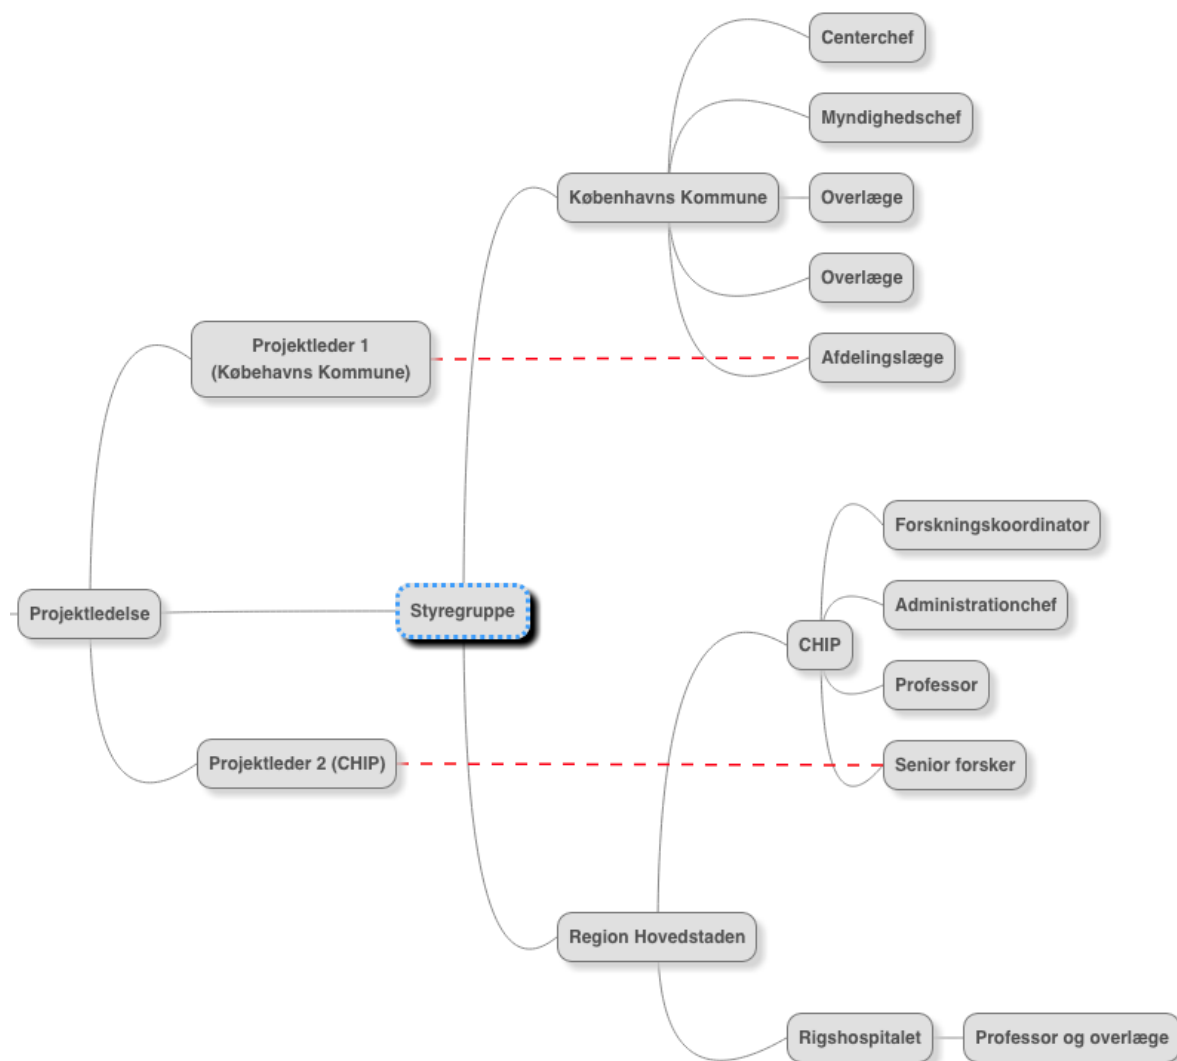 Centerchef
Myndighedschef
Københavns Kommune
Overlæge
Overlæge
Projektleder 1
(Købehavns Kommune)
Afdelingslæge
Forskningskoordinator
Projektledelse
Styregruppe
Administrationchef
CHIP
Professor
Projektleder 2 (CHIP)
Senior forsker
Region Hovedstaden
Rigshospitalet
Professor og overlæge